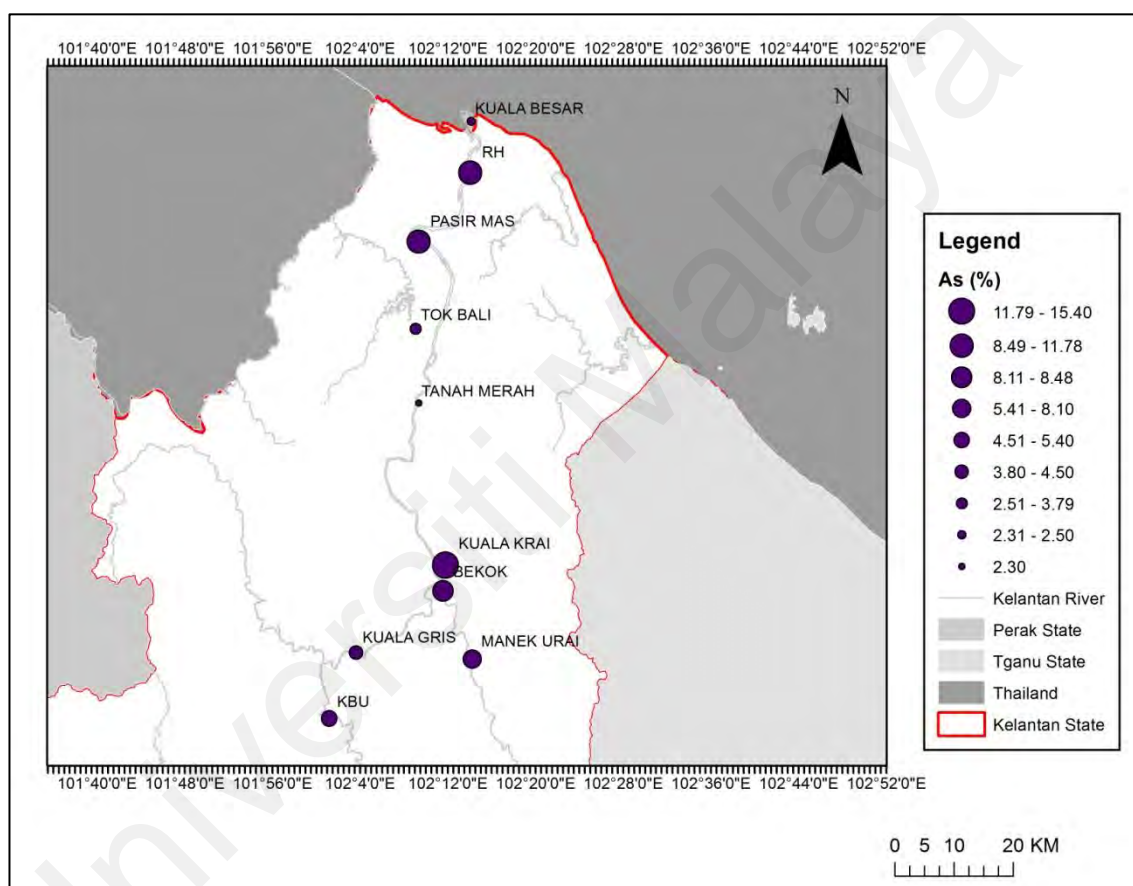 101°40'0"E 101°48'0"E 101°56'0"E 102°4'0"E 102°12'0"E 102°20'0"E 102°28'0"E 102°36'0"E 102°44'0"E 102°52'0"E
KUALA BESAR
N
RH
PASIR MAS
TOK BALI
TANAH MERAH
KUALA KRAI
BEKOK
KUALA GRIS
MANEK URAI
KBU
101°40'0"E 101°48'0"E 101°56'0"E 102°4'0"E 102°12'0"E 102°20'0"E 102°28'0"E 102°36'0"E 102°44'0"E 102°52'0"E
Legend
As (%)
11.79 - 15.40
8.49 - 11.78
8.11 - 8.48
5.41 - 8.10
4.51 - 5.40
3.80 - 4.50
2.51 - 3.79
2.31 - 2.50
2.30
Kelantan River
Perak State
Tganu State
Thailand
Kelantan State
0 5 10 20 KM
Universiti Malaya